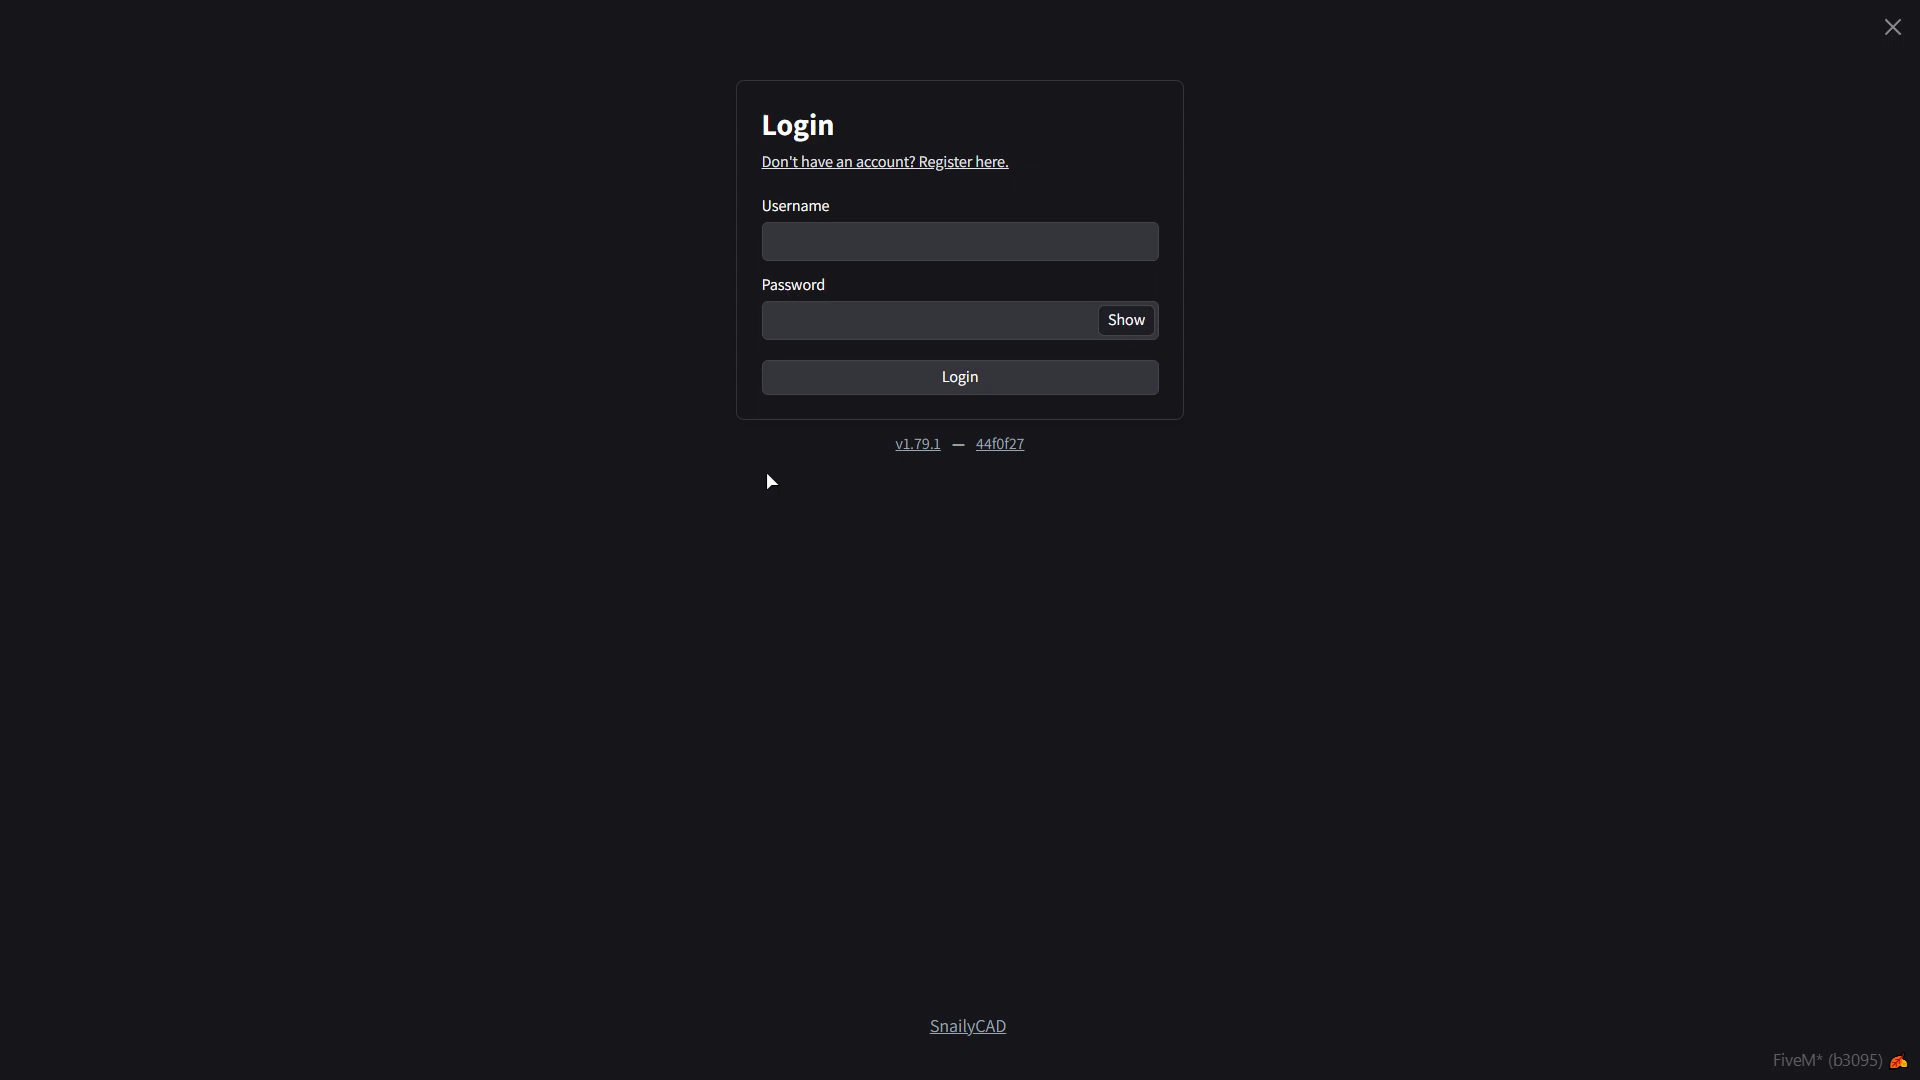 Login
Don't have an account? Register here.
Username
Password
Show
Login
v1.79.1 — 44f0f27
SnailyCAD
FiveM* (b3095)